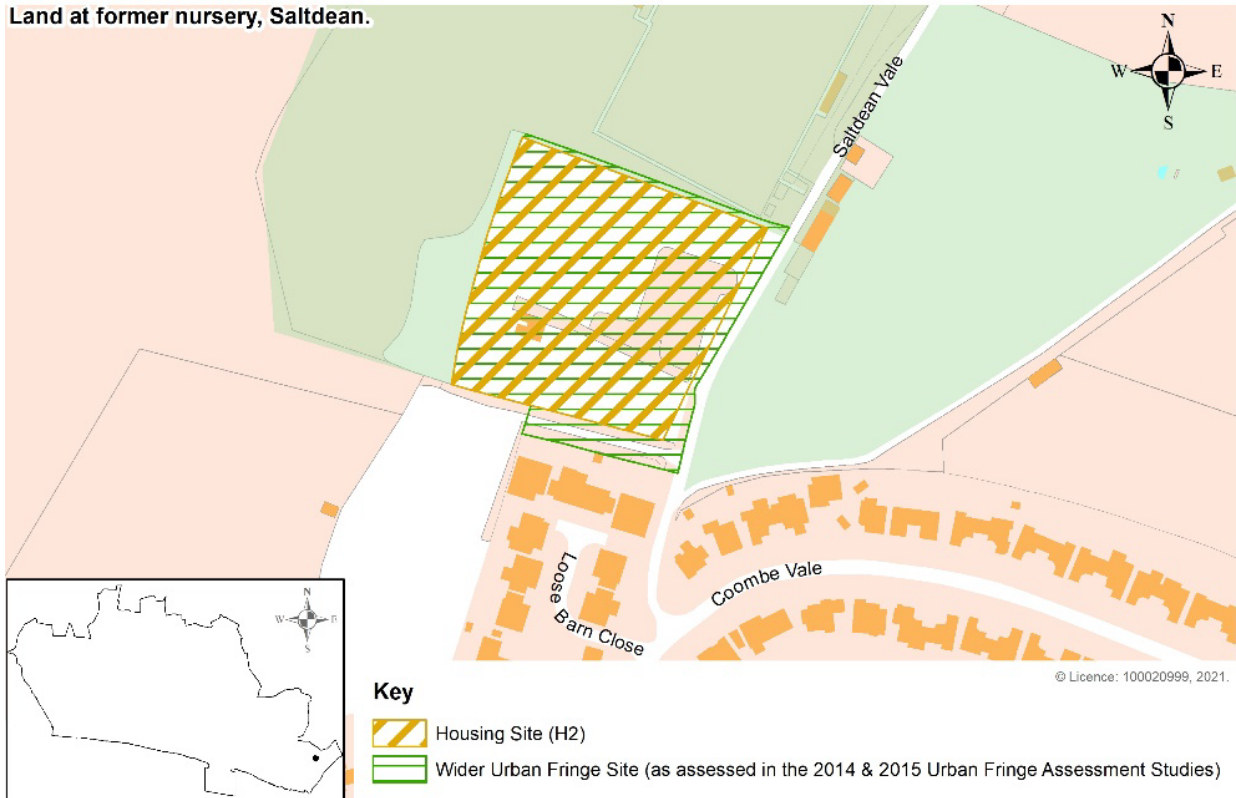 Land at former nursery, Saltdean.
N
W E
S
Saltdean Vale
Coombe Vale
Loose
Barn Close
© Licence: 100020999, 2021.
N
W E
S
Key
Housing Site (H2)
Wider Urban Fringe Site (as assessed in the 2014 & 2015 Urban Fringe Assessment Studies)